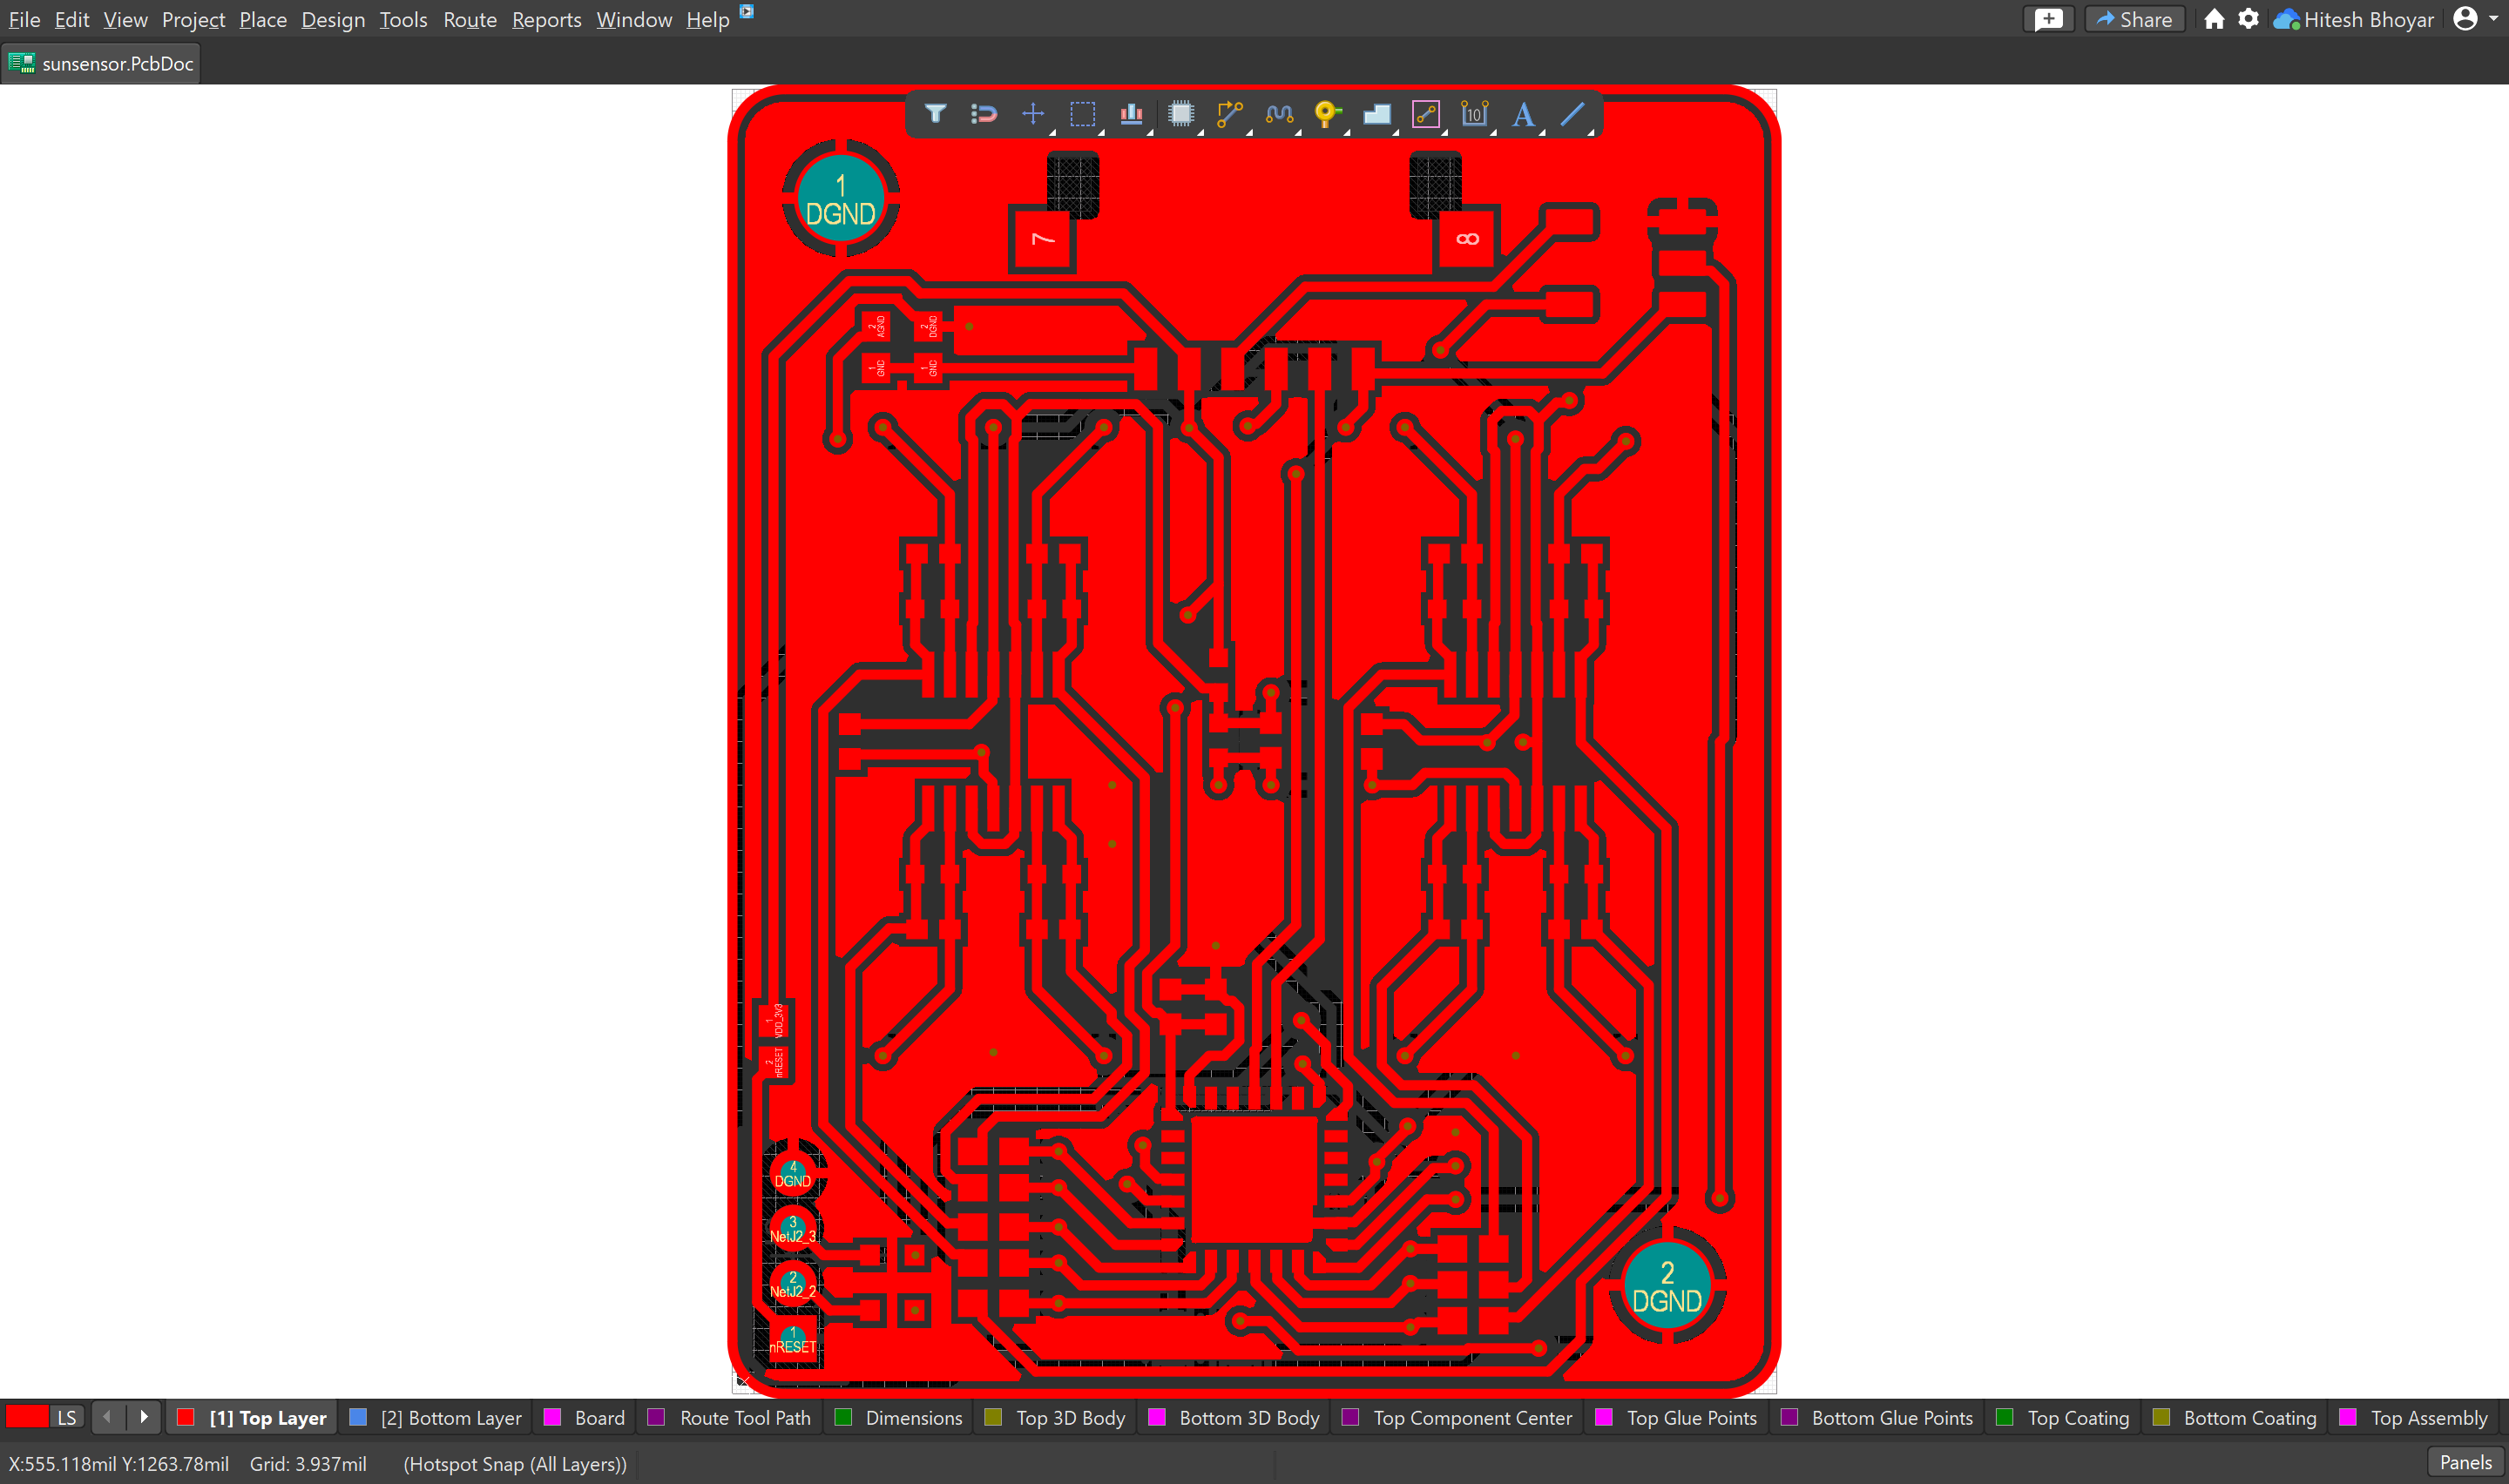 File Edit View Project Place Design Tools Route Reports Window Help
Share
Hitesh Bhoyar
sunsensor.PcbDoc
10
A
1
DGND
7
8
2
AGND
2
DGND
1
GND
1
GND
1
VDD_3V3
2
nRESET
4
DGND
3
NetJ2_3
2
NetJ2_2
1
nRESET
2
DGND
LS
[1] Top Layer
[2] Bottom Layer
Board
Route Tool Path
Dimensions
Top 3D Body
Bottom 3D Body
Top Component Center
Top Glue Points
Bottom Glue Points
Top Coating
Bottom Coating
Top Assembly
X:555.118mil Y:1263.78mil Grid: 3.937mil (Hotspot Snap (All Layers))
Panels